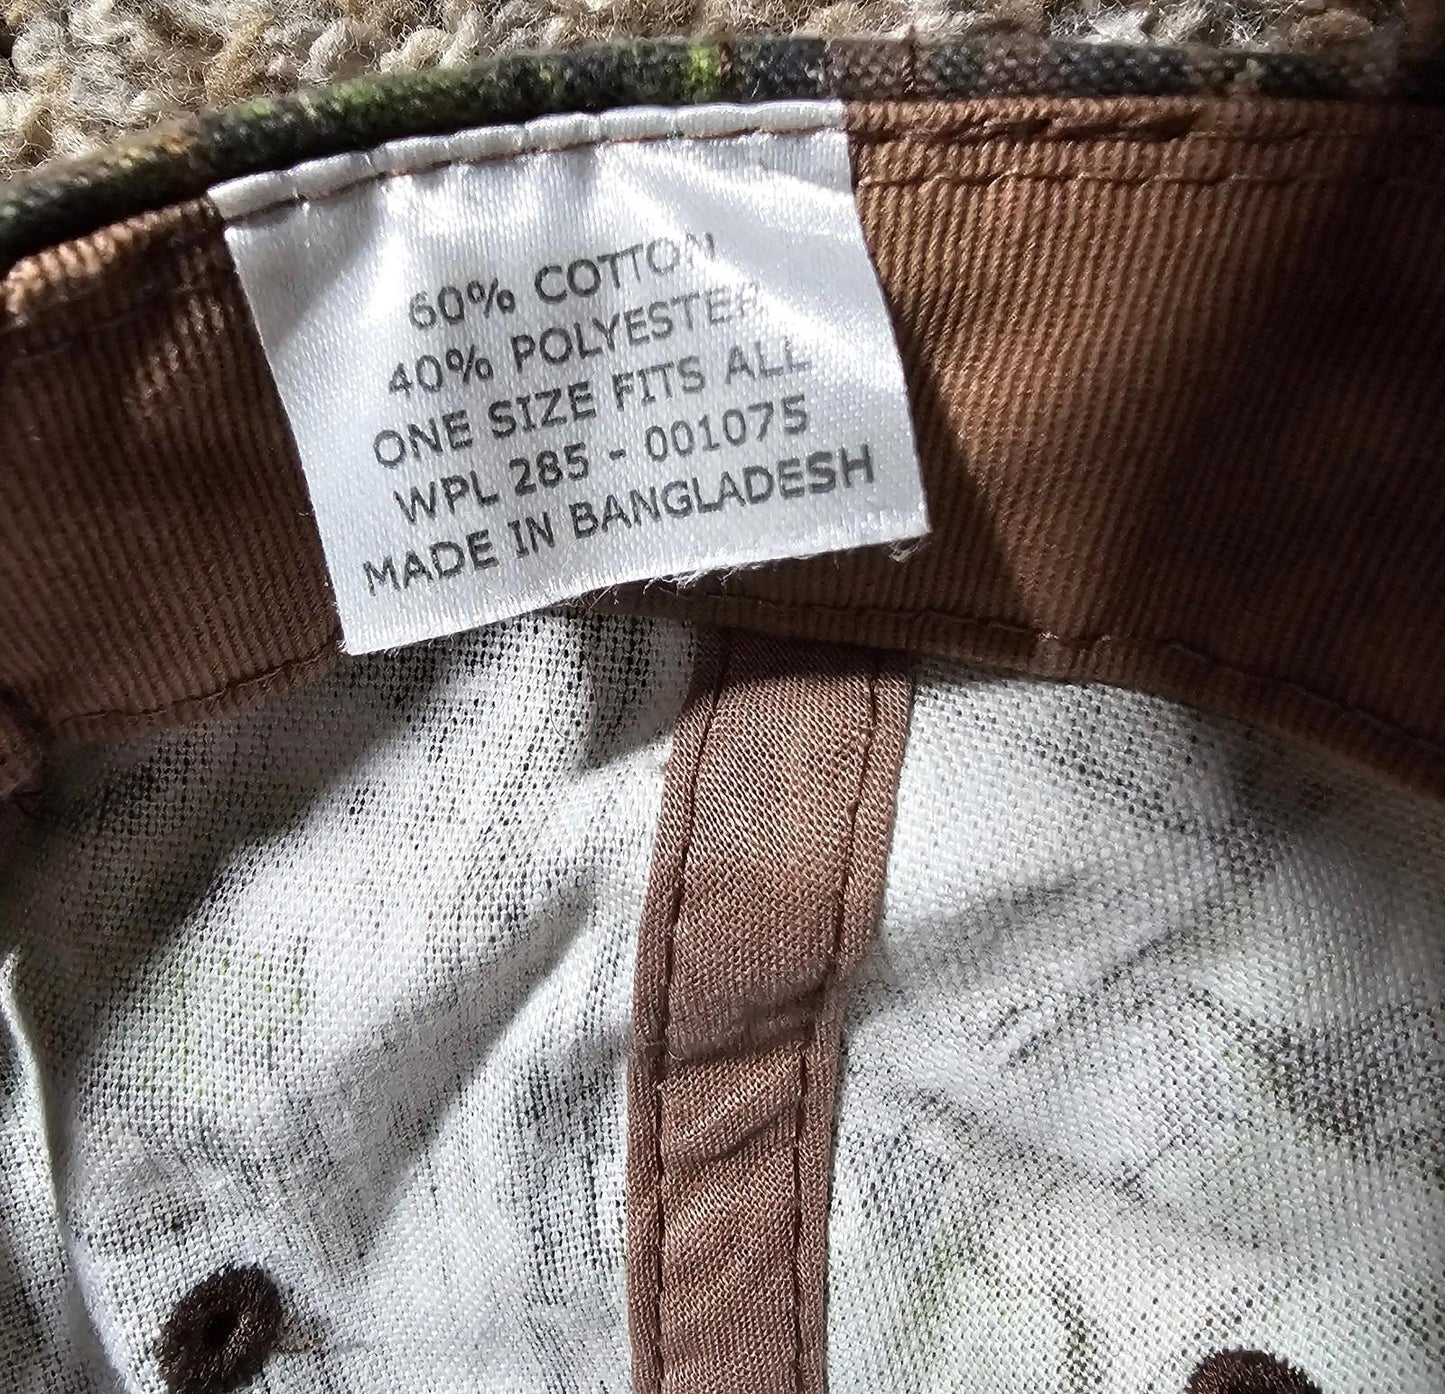 60% COTTON
40% POLYESTER
ONE SIZE FITS ALL
WPL 285 - 001075
MADE IN BANGLADESH